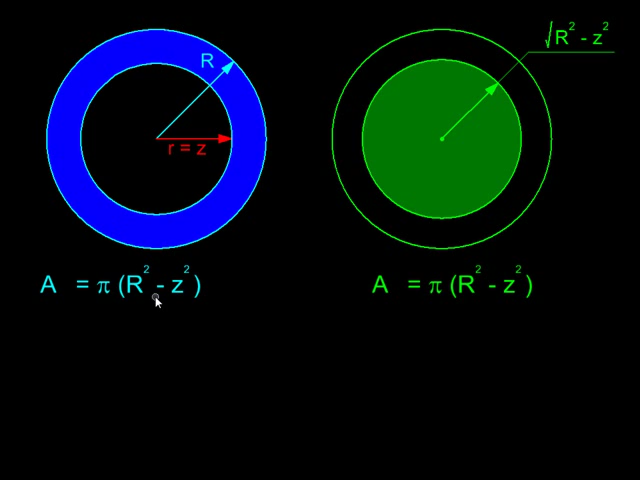 R
r = z
√R² - z²
A = π (R² - z²)
A = π (R² - z²)